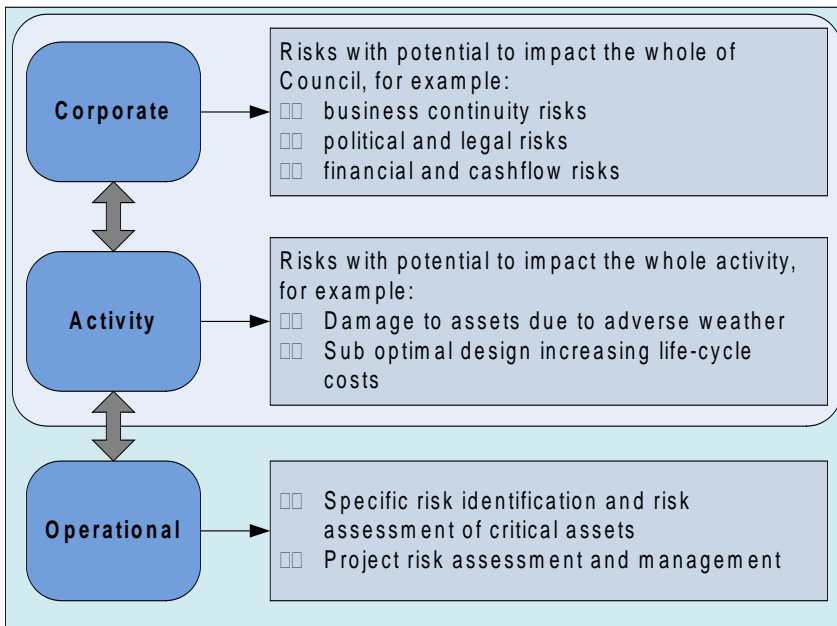 Corporate
Risks with potential to impact the whole of
Council, for example:
□□ business continuity risks
□□ political and legal risks
□□ financial and cashflow risks
Activity
Risks with potential to impact the whole activity,
for example:
□□ Damage to assets due to adverse weather
□□ Sub optimal design increasing life-cycle
costs
Operational
□□ Specific risk identification and risk
assessment of critical assets
□□ Project risk assessment and management